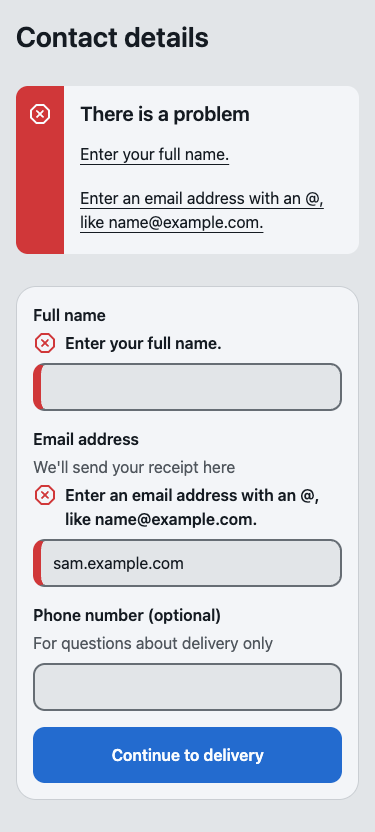 Contact details
There is a problem
Enter your full name.
Enter an email address with an @,
like name@example.com.
Full name
Enter your full name.
Email address
We'll send your receipt here
Enter an email address with an @,
like name@example.com.
sam.example.com
Phone number (optional)
For questions about delivery only
Continue to delivery